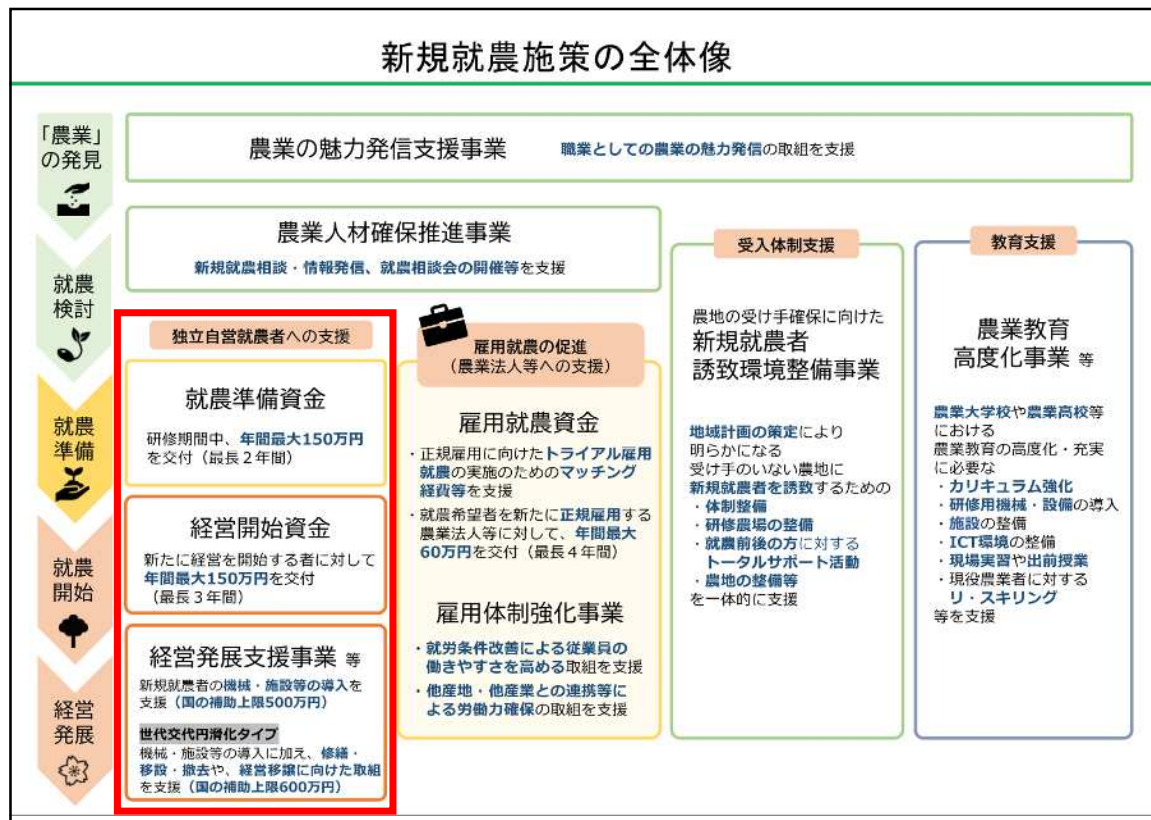 新規就農施策の全体像
「農業」
の発見
農業の魅力発信支援事業
職業としての農業の魅力発信の取組を支援
就農
検討
農業人材確保推進事業
新規就農相談・情報発信、就農相談会の開催等を支援
就農
準備
就農
開始
経営
発展
独立自営就農者への支援
就農準備資金
研修期間中、年間最大150万円
を交付（最長２年間）
経営開始資金
新たに経営を開始する者に対して
年間最大150万円を交付
（最長３年間）
経営発展支援事業 等
新規就農者の機械・施設等の導入を
支援（国の補助上限500万円）
世代交代円滑化タイプ
機械・施設等の導入に加え、修繕・
移設・撤去や、経営移譲に向けた取組
を支援（国の補助上限600万円）
雇用就農の促進
（農業法人等への支援）
雇用就農資金
・正規雇用に向けたトライアル雇用
就農の実施のためのマッチング
経費等を支援
・就農希望者を新たに正規雇用する
農業法人等に対して、年間最大
60万円を交付（最長４年間）
雇用体制強化事業
・就労条件改善による従業員の
働きやすさを高める取組を支援
・他産地・他産業との連携等に
よる労働力確保の取組を支援
受入体制支援
農地の受け手確保に向けた
新規就農者
誘致環境整備事業
地域計画の策定により
明らかになる
受け手のいない農地に
新規就農者を誘致するための
・体制整備
・研修農場の整備
・就農前後の方に対する
トータルサポート活動
・農地の整備等
を一体的に支援
教育支援
農業教育
高度化事業 等
農業大学校や農業高校等
における
農業教育の高度化・充実
に必要な
・カリキュラム強化
・研修用機械・設備の導入
・施設の整備
・ICT環境の整備
・現場実習や出前授業
・現役農業者に対する
リ・スキリング
等を支援